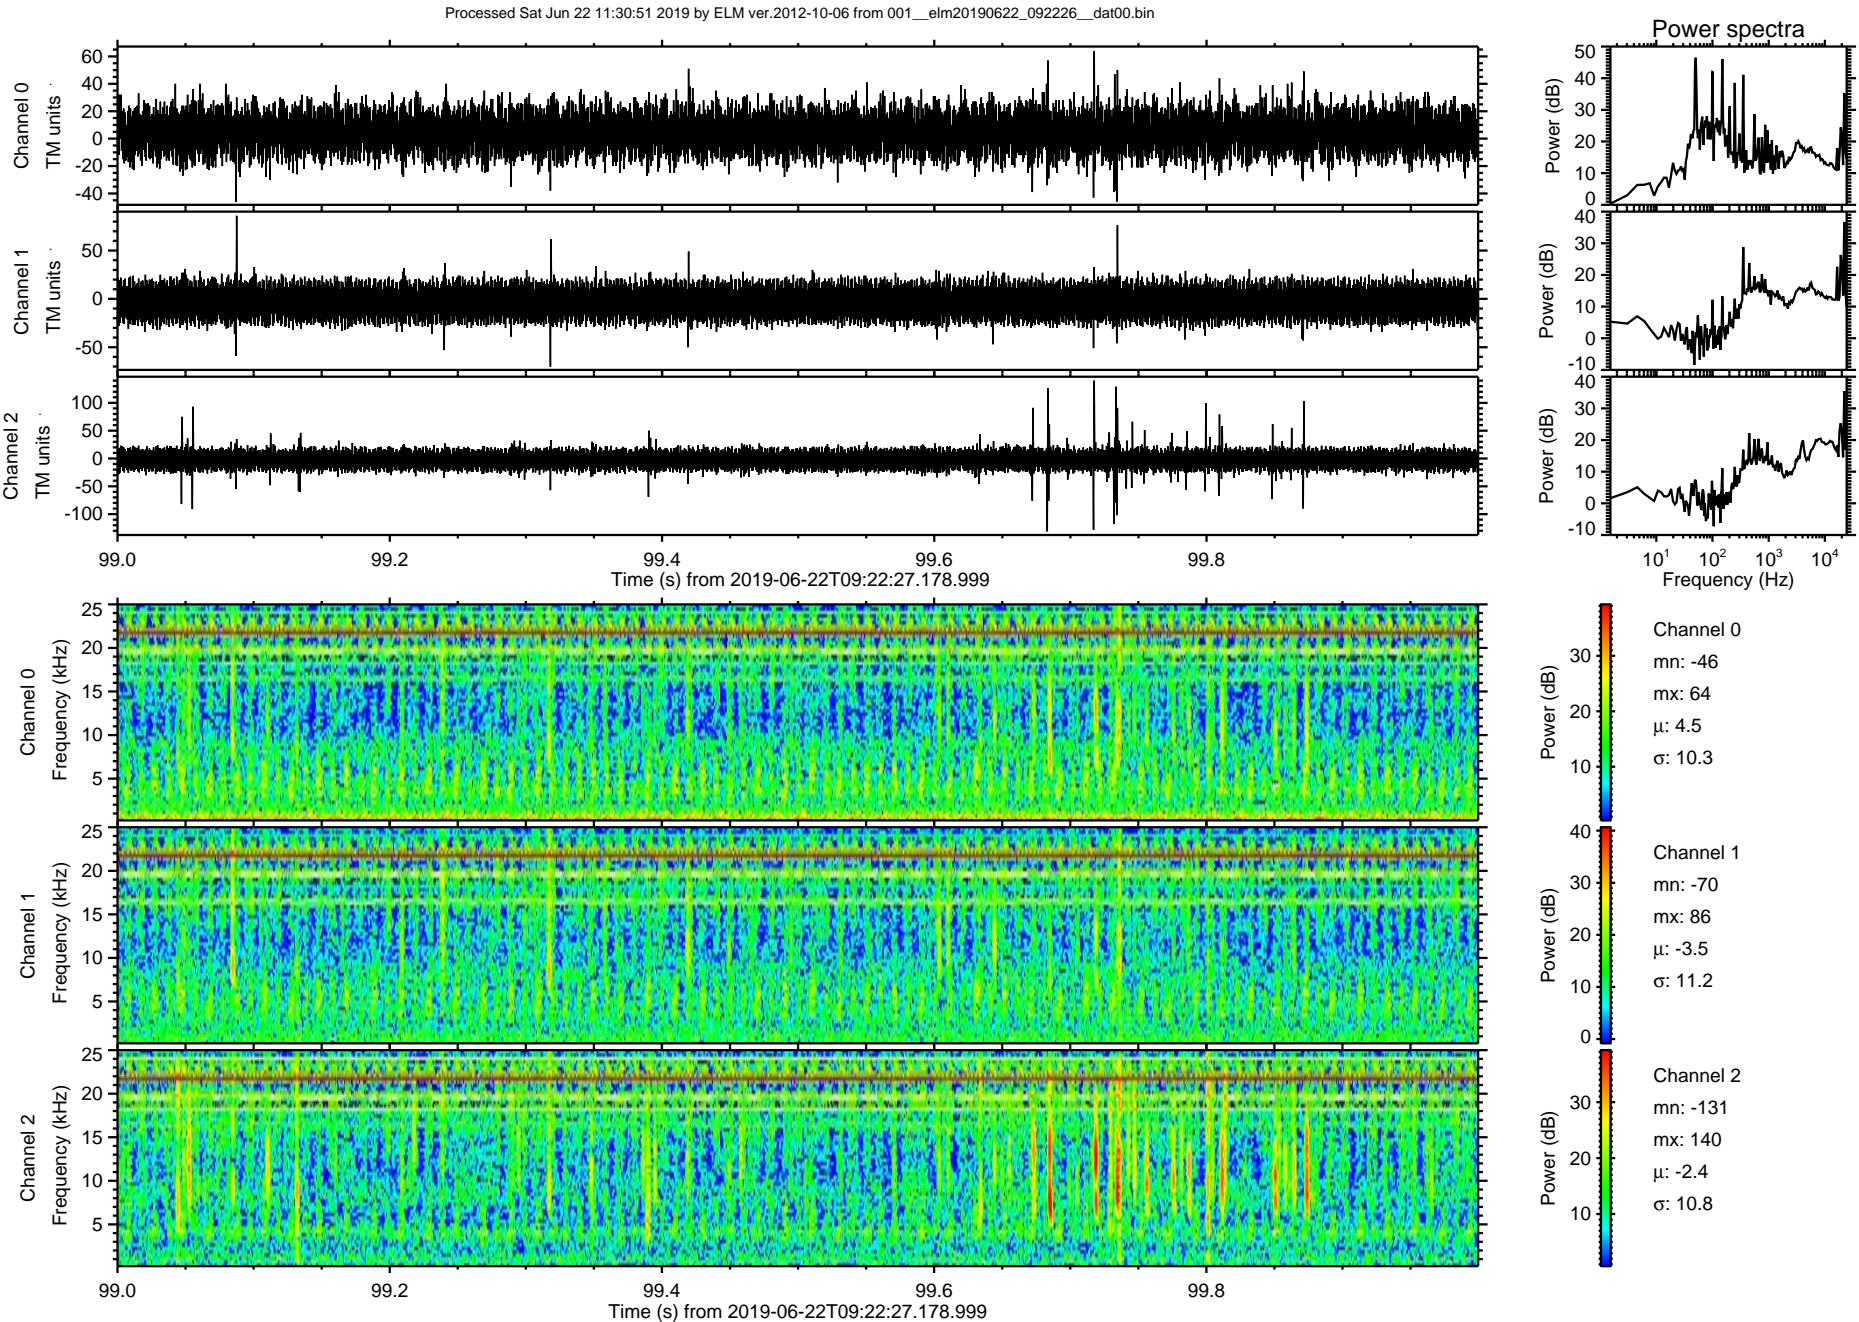 Processed Sat Jun 22 11:30:51 2019 by ELM ver.2012-10-06 from 001__elm20190622_092226__dat00.bin
Power spectra
Channel 0
TM units
60
40
20
0
-20
-40
Power (dB)
50
40
30
20
10
0
Channel 1
TM units
50
0
-50
Power (dB)
40
30
20
10
0
-10
Channel 2
TM units
100
50
0
-50
-100
Power (dB)
40
30
20
10
0
-10
99.0 99.2 99.4 99.6 99.8
Time (s) from 2019-06-22T09:22:27.178.999
10^1 10^2 10^3 10^4
Frequency (Hz)
Channel 0
Frequency (kHz)
25
20
15
10
5
Power (dB)
30
20
10
Channel 0
mn: -46
mx: 64
μ: 4.5
σ: 10.3
Channel 1
Frequency (kHz)
25
20
15
10
5
Power (dB)
40
30
20
10
0
Channel 1
mn: -70
mx: 86
μ: -3.5
σ: 11.2
Channel 2
Frequency (kHz)
25
20
15
10
5
Power (dB)
30
20
10
Channel 2
mn: -131
mx: 140
μ: -2.4
σ: 10.8
99.0 99.2 99.4 99.6 99.8
Time (s) from 2019-06-22T09:22:27.178.999